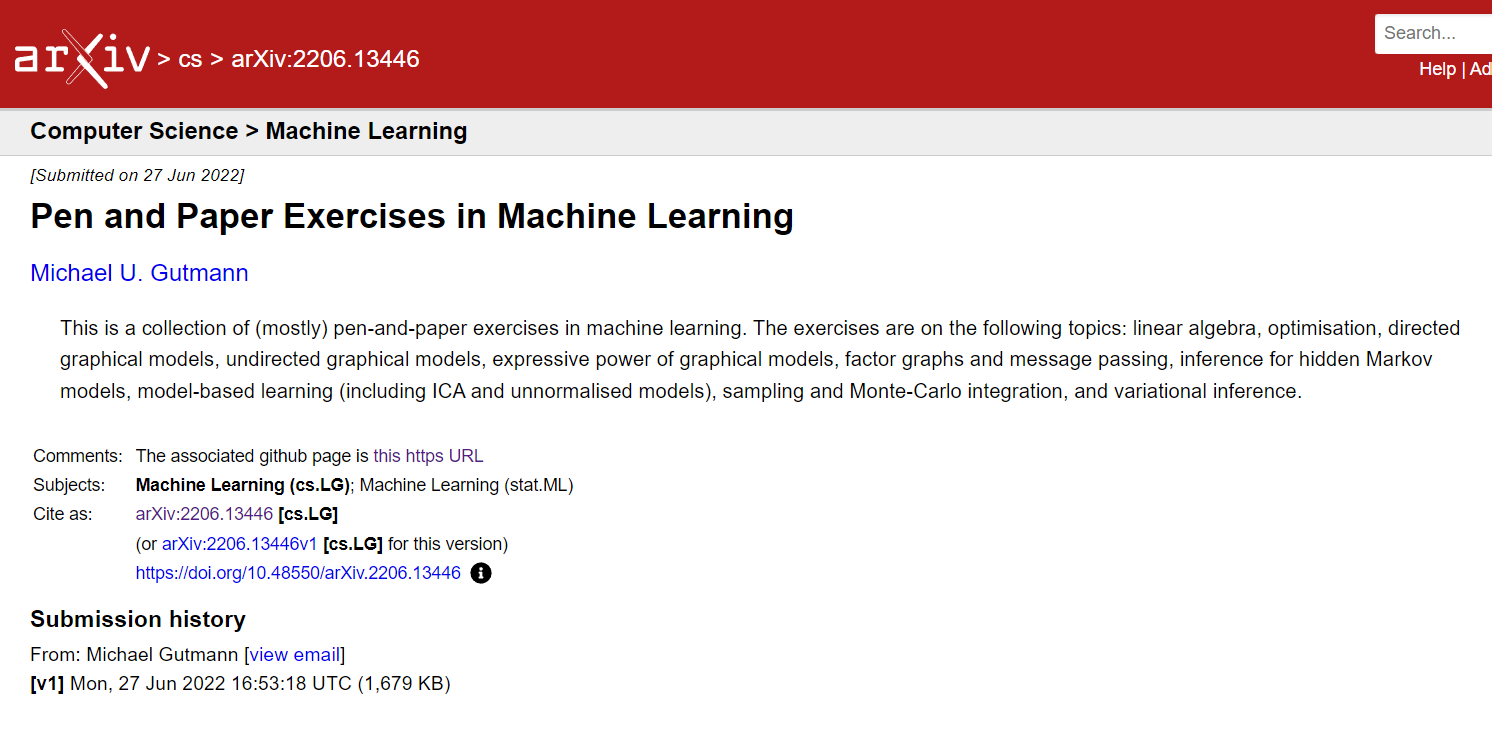 arXiv > cs > arXiv:2206.13446
Search...
Help | Ad
Computer Science > Machine Learning
[Submitted on 27 Jun 2022]
Pen and Paper Exercises in Machine Learning
Michael U. Gutmann
This is a collection of (mostly) pen-and-paper exercises in machine learning. The exercises are on the following topics: linear algebra, optimisation, directed
graphical models, undirected graphical models, expressive power of graphical models, factor graphs and message passing, inference for hidden Markov
models, model-based learning (including ICA and unnormalised models), sampling and Monte-Carlo integration, and variational inference.
Comments: The associated github page is this https URL
Subjects: Machine Learning (cs.LG); Machine Learning (stat.ML)
Cite as: arXiv:2206.13446 [cs.LG]
(or arXiv:2206.13446v1 [cs.LG] for this version)
https://doi.org/10.48550/arXiv.2206.13446
Submission history
From: Michael Gutmann [view email]
[v1] Mon, 27 Jun 2022 16:53:18 UTC (1,679 KB)